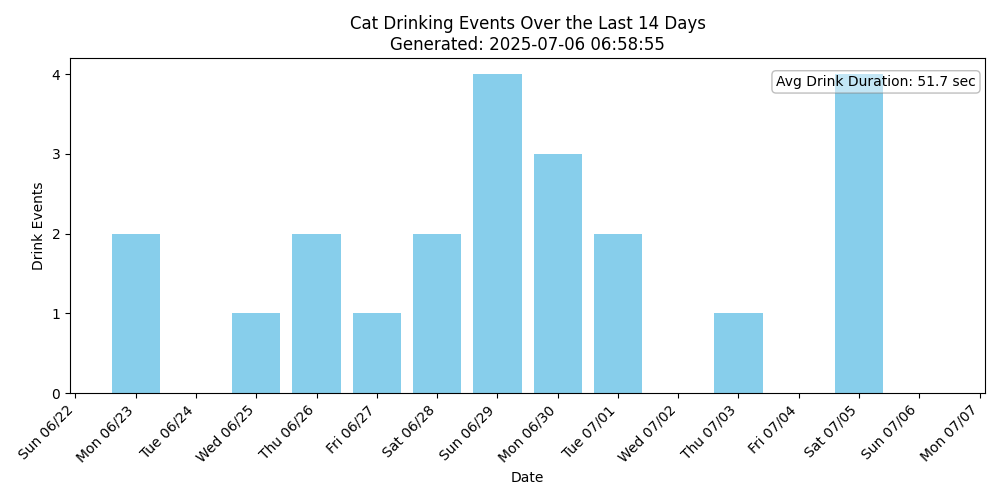 Cat Drinking Events Over the Last 14 Days
Generated: 2025-07-06 06:58:55
Avg Drink Duration: 51.7 sec
Drink Events
4
3
2
1
0
Sun 06/22
Mon 06/23
Tue 06/24
Wed 06/25
Thu 06/26
Fri 06/27
Sat 06/28
Sun 06/29
Mon 06/30
Tue 07/01
Wed 07/02
Thu 07/03
Fri 07/04
Sat 07/05
Sun 07/06
Mon 07/07
Date